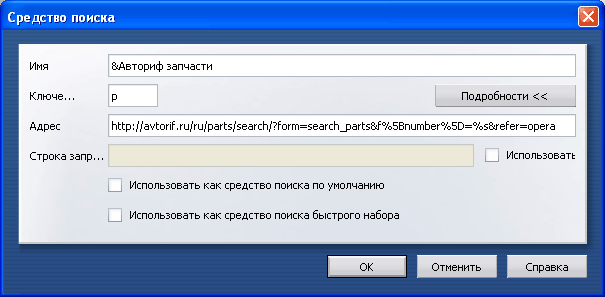 Средство поиска
Имя &Авториф запчасти
Ключе... p Подробности <<
Адрес http://avtorif.ru/ru/parts/search/?form=search_parts&f%5Bnumber%5D=%s&refer=opera
Строка запр... Использовать
Использовать как средство поиска по умолчанию
Использовать как средство поиска быстрого набора
OK Отменить Справка